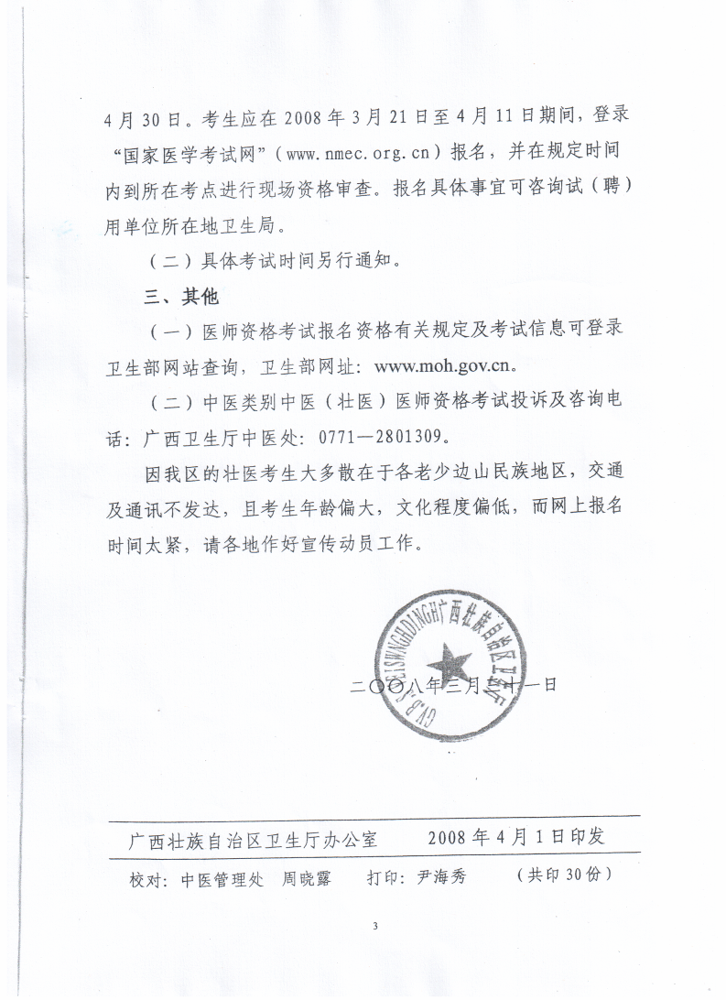 4月30日。考生应在2008年3月21日至4月11日期间，登录
“国家医学考试网”（www.nmec.org.cn）报名，并在规定时间
内到所在考点进行现场资格审查。报名具体事宜可咨询试（聘）
用单位所在地卫生局。
（二）具体考试时间另行通知。
三、其他
（一）医师资格考试报名资格有关规定及考试信息可登录
卫生部网站查询，卫生部网址：www.moh.gov.cn。
（二）中医类别中医（壮医）医师资格考试投诉及咨询电
话：广西卫生厅中医处：0771—2801309。
因我区的壮医考生大多散在于各老少边山民族地区，交通
及通讯不发达，且考生年龄偏大，文化程度偏低，而网上报名
时间太紧，请各地作好宣传动员工作。
广西壮族自治区卫生厅
二〇〇八年三月二十一日
广西壮族自治区卫生厅办公室 2008年4月1日印发
校对：中医管理处 周晓露 打印：尹海秀 （共印30份）
3